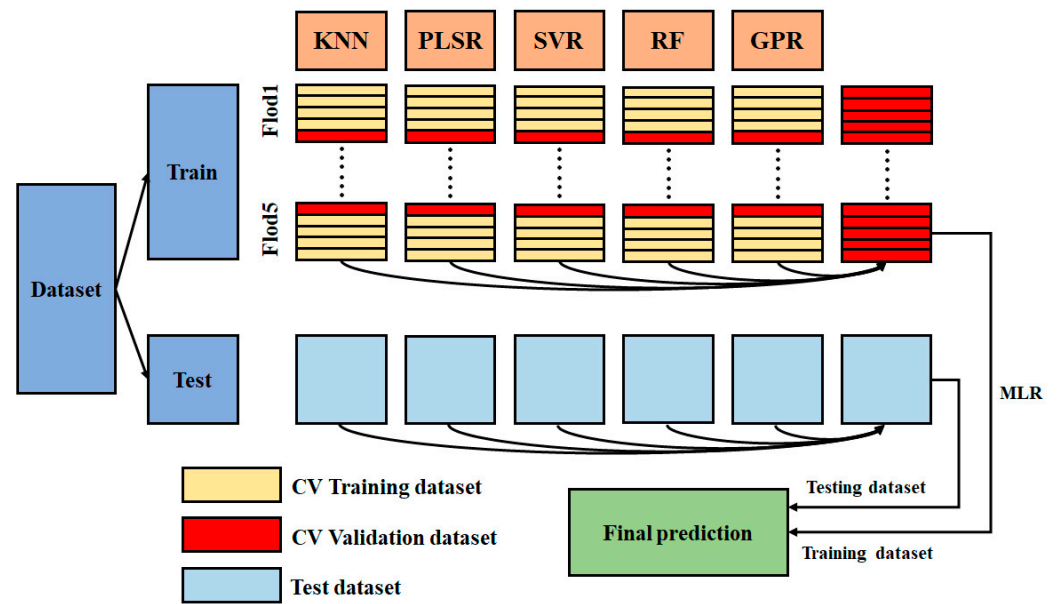 KNN
PLSR
SVR
RF
GPR
Flod1
Train
Flod5
Dataset
Test
MLR
CV Training dataset
Testing dataset
CV Validation dataset
Final prediction
Training dataset
Test dataset